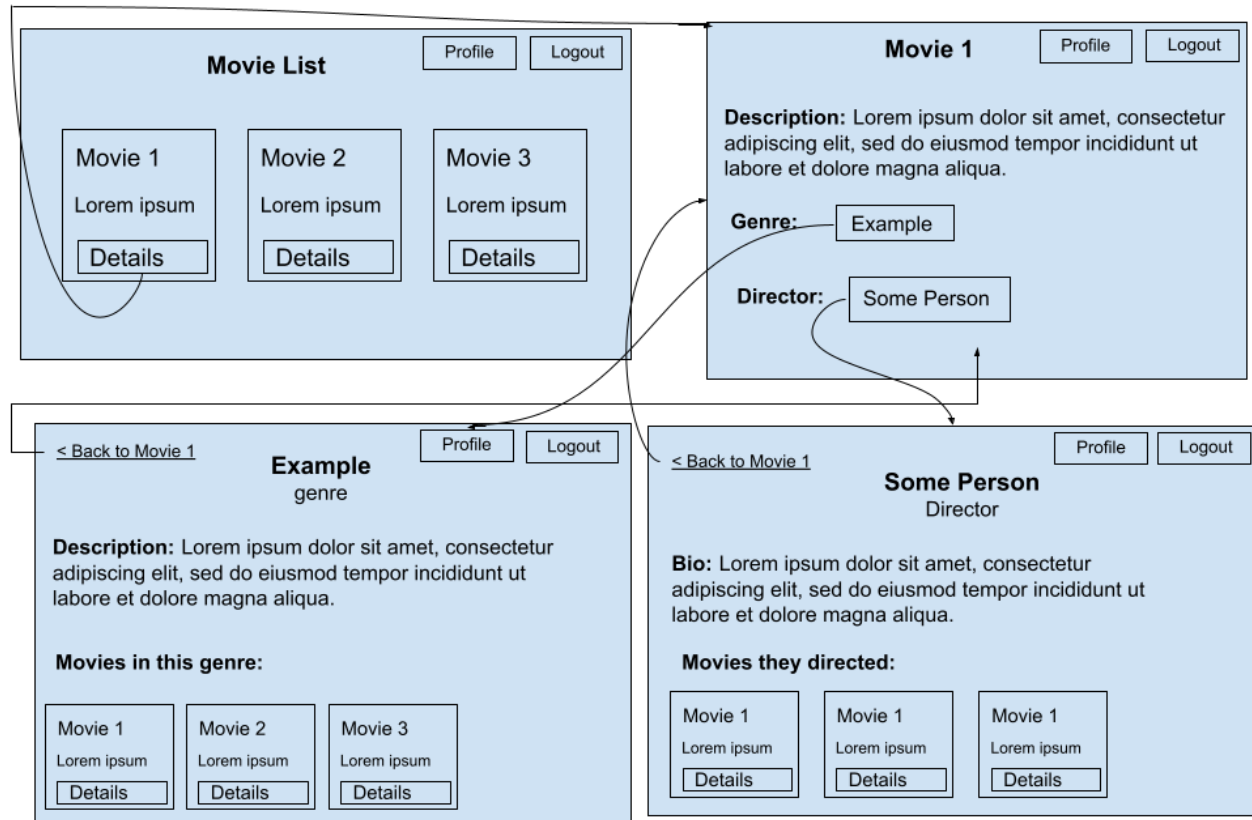 Movie List
Profile
Logout
Movie 1
Lorem ipsum
Details
Movie 2
Lorem ipsum
Details
Movie 3
Lorem ipsum
Details
Movie 1
Profile
Logout
Description: Lorem ipsum dolor sit amet, consectetur
adipiscing elit, sed do eiusmod tempor incididunt ut
labore et dolore magna aliqua.
Genre:
Example
Director:
Some Person
< Back to Movie 1
Profile
Logout
Example
genre
Description: Lorem ipsum dolor sit amet, consectetur
adipiscing elit, sed do eiusmod tempor incididunt ut
labore et dolore magna aliqua.
Movies in this genre:
Movie 1
Lorem ipsum
Details
Movie 2
Lorem ipsum
Details
Movie 3
Lorem ipsum
Details
< Back to Movie 1
Profile
Logout
Some Person
Director
Bio: Lorem ipsum dolor sit amet, consectetur
adipiscing elit, sed do eiusmod tempor incididunt ut
labore et dolore magna aliqua.
Movies they directed:
Movie 1
Lorem ipsum
Details
Movie 1
Lorem ipsum
Details
Movie 1
Lorem ipsum
Details